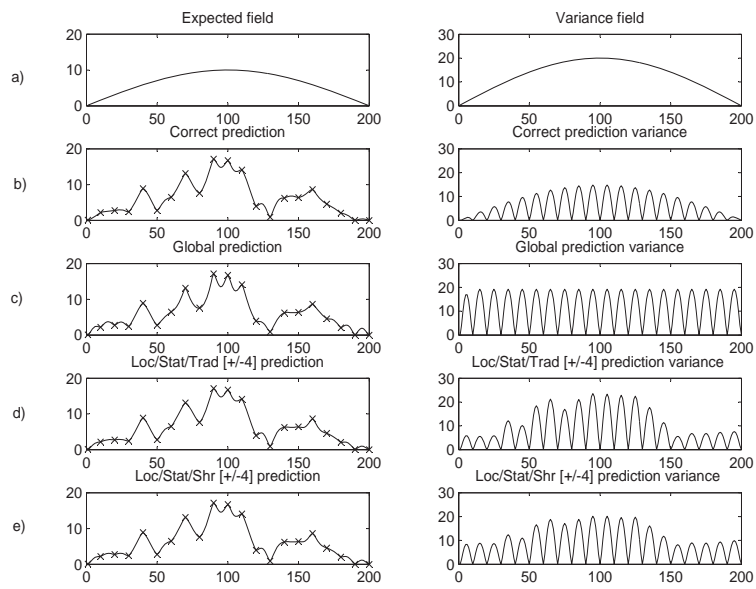 Expected field Variance field
20 30
a) 10 20
10
0 0
0 50 100 150 200 0 50 100 150 200
Correct prediction Correct prediction variance
20 30
b) 10 20
10
0 0
0 50 100 150 200 0 50 100 150 200
Global prediction Global prediction variance
20 30
c) 10 20
10
0 0
0 50 100 150 200 0 50 100 150 200
Loc/Stat/Trad [+/-4] prediction Loc/Stat/Trad [+/-4] prediction variance
20 30
d) 10 20
10
0 0
0 50 100 150 200 0 50 100 150 200
Loc/Stat/Shr [+/-4] prediction Loc/Stat/Shr [+/-4] prediction variance
20 30
e) 10 20
10
0 0
0 50 100 150 200 0 50 100 150 200